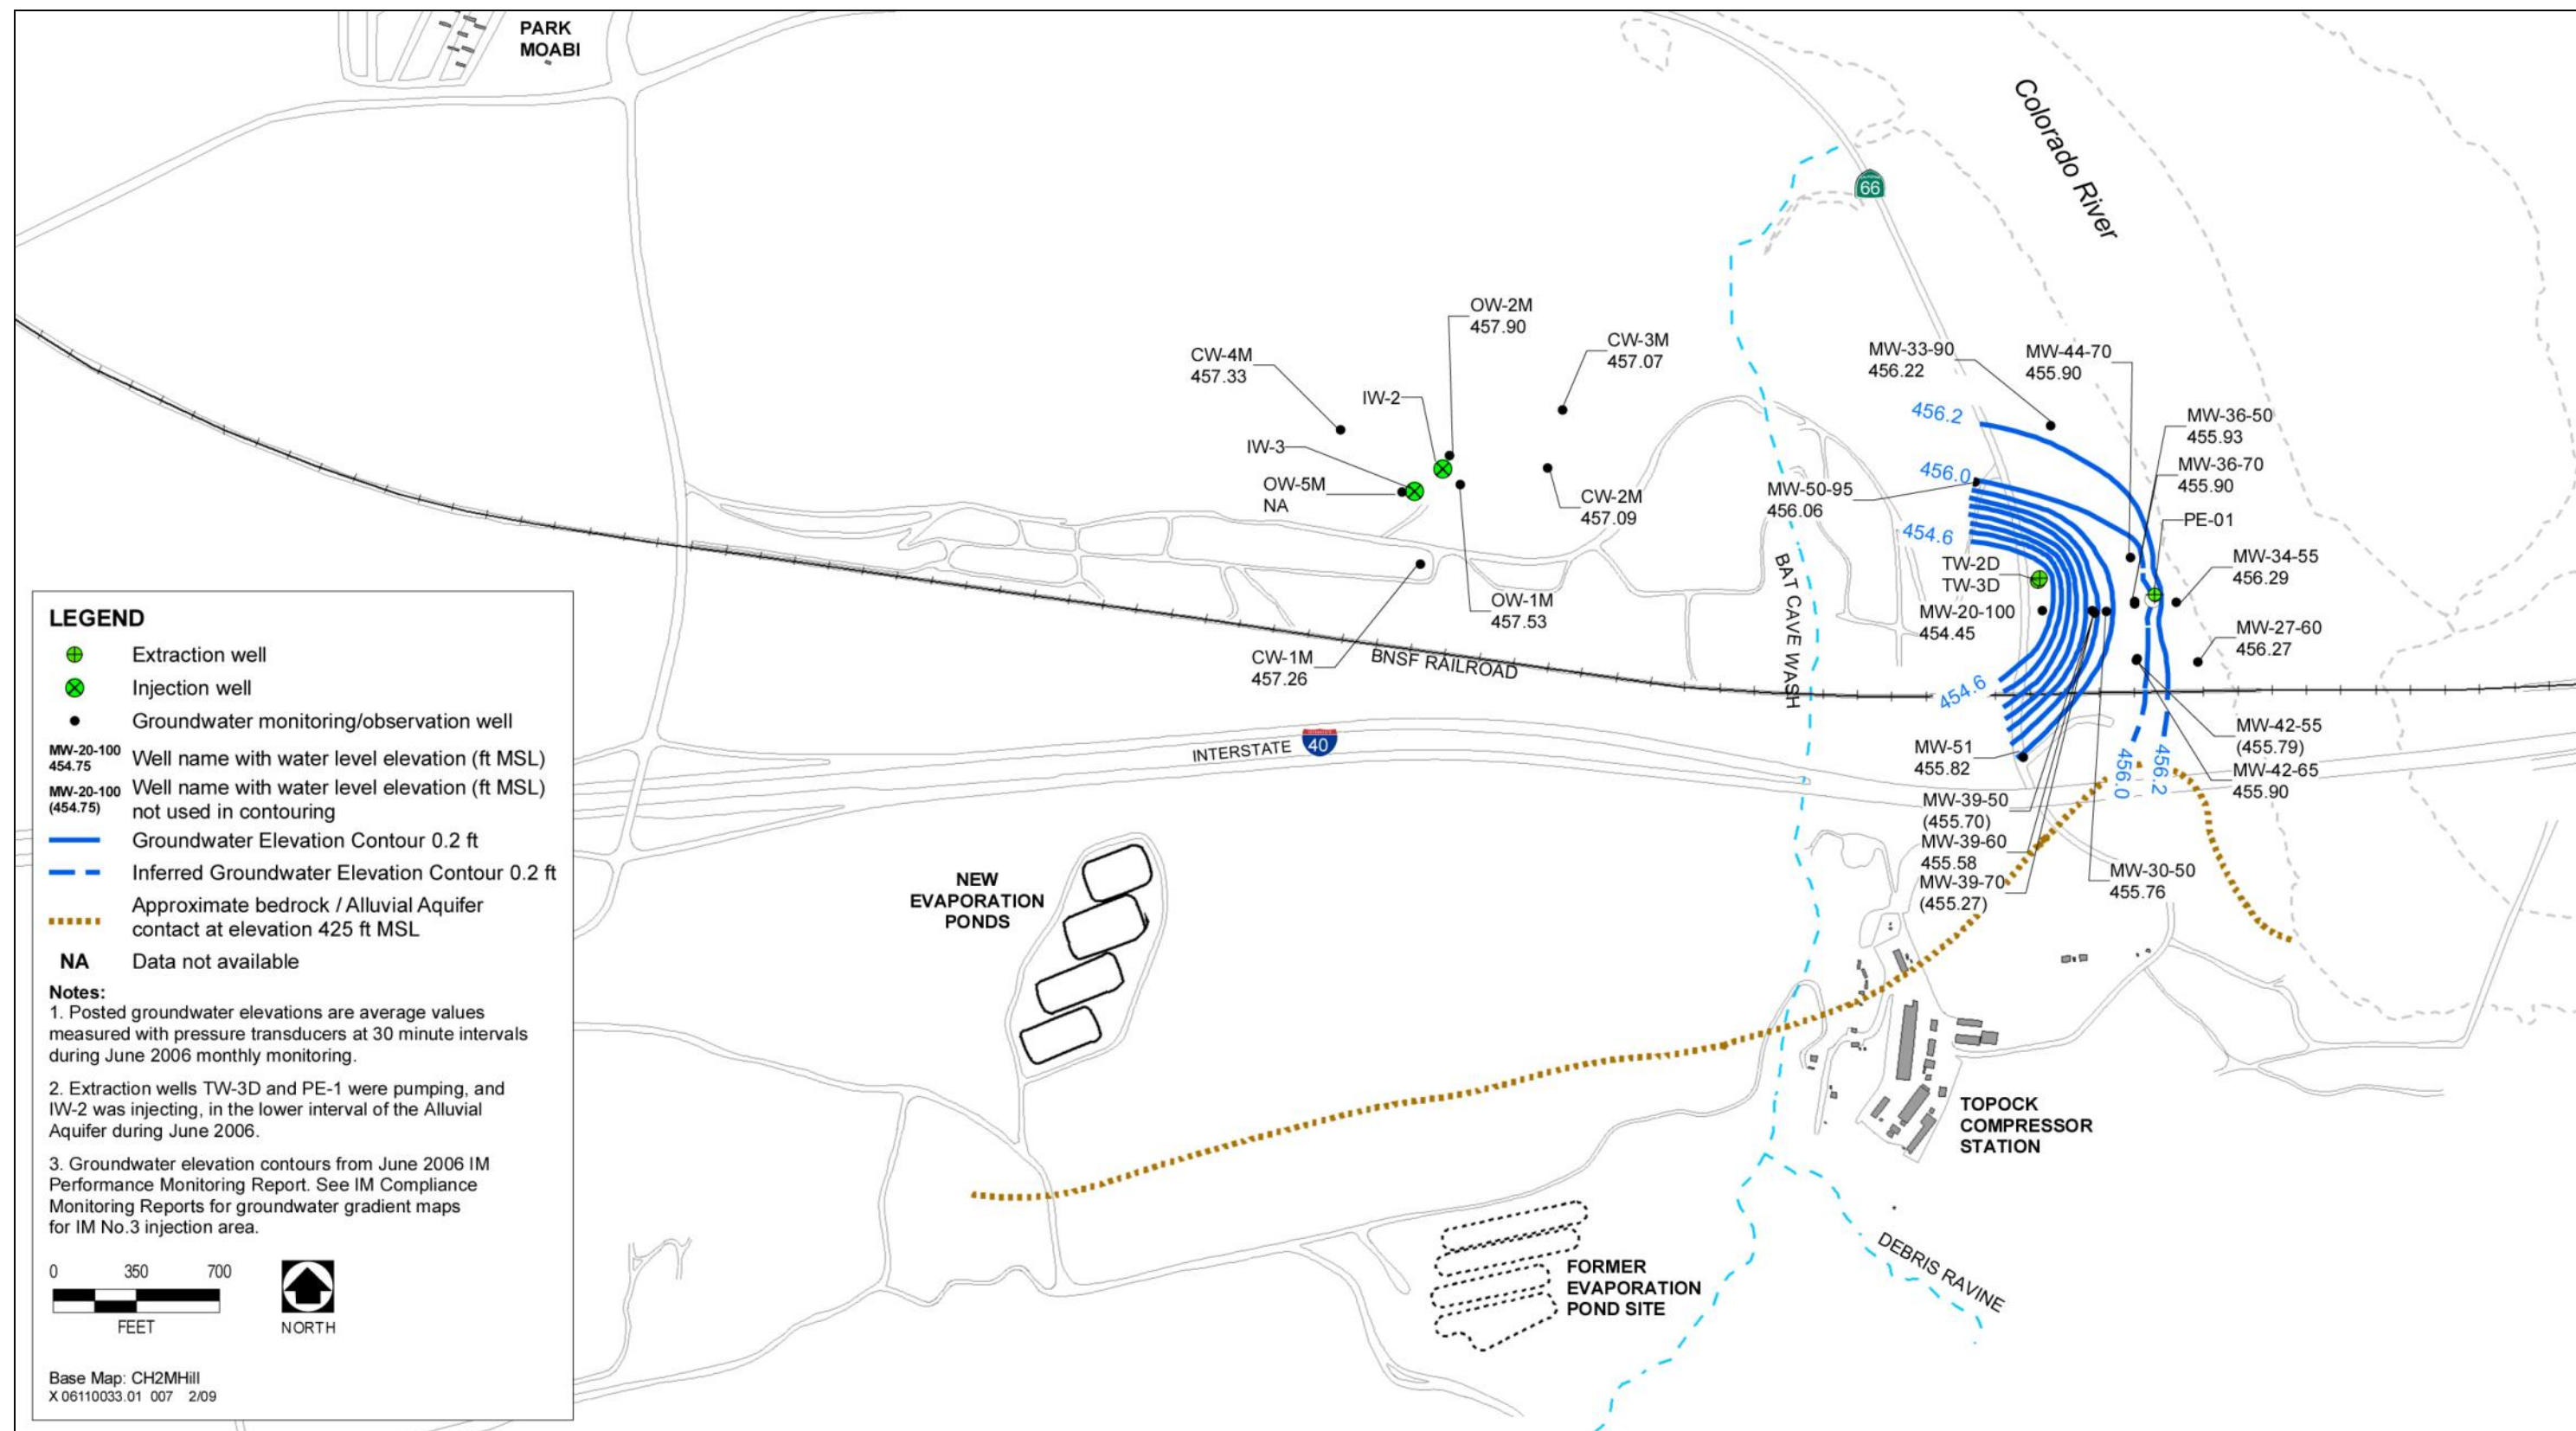 PARK
MOABI
Colorado River
66
OW-2M
457.90
CW-3M
457.07
CW-4M
457.33
IW-2
IW-3
OW-5M
NA
CW-2M
457.09
OW-1M
457.53
CW-1M
457.26
BNSF RAILROAD
BAT CAVE WASH
INTERSTATE 40
MW-33-90
456.22
MW-44-70
455.90
456.2
MW-36-50
455.93
456.0
MW-36-70
455.90
MW-50-95
456.06
PE-01
454.6
TW-2D
TW-3D
MW-34-55
456.29
MW-20-100
454.45
MW-27-60
456.27
454.6
MW-42-55
(455.79)
MW-51
455.82
456.0
456.2
MW-42-65
455.90
MW-39-50
(455.70)
MW-39-60
455.58
MW-39-70
(455.27)
MW-30-50
455.76
NEW
EVAPORATION
PONDS
TOPOCK
COMPRESSOR
STATION
DEBRIS RAVINE
FORMER
EVAPORATION
POND SITE
LEGEND
Extraction well
Injection well
Groundwater monitoring/observation well
MW-20-100
454.75
Well name with water level elevation (ft MSL)
MW-20-100
(454.75)
Well name with water level elevation (ft MSL)
not used in contouring
Groundwater Elevation Contour 0.2 ft
Inferred Groundwater Elevation Contour 0.2 ft
Approximate bedrock / Alluvial Aquifer
contact at elevation 425 ft MSL
NA Data not available
Notes:
1. Posted groundwater elevations are average values
measured with pressure transducers at 30 minute intervals
during June 2006 monthly monitoring.
2. Extraction wells TW-3D and PE-1 were pumping, and
IW-2 was injecting, in the lower interval of the Alluvial
Aquifer during June 2006.
3. Groundwater elevation contours from June 2006 IM
Performance Monitoring Report. See IM Compliance
Monitoring Reports for groundwater gradient maps
for IM No.3 injection area.
0 350 700
FEET
NORTH
Base Map: CH2MHill
X 06110033.01 007 2/09